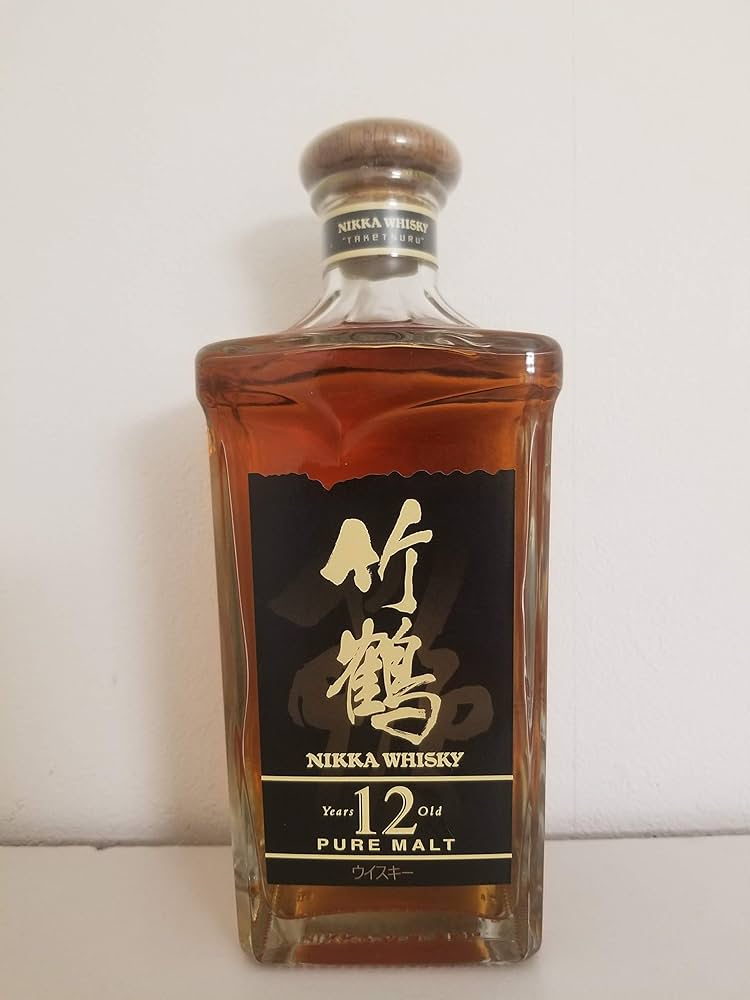 NIKKA WHISKY
"TAKETSURU"
竹
鶴
NIKKA WHISKY
Years 12 Old
PURE MALT
ウイスキー